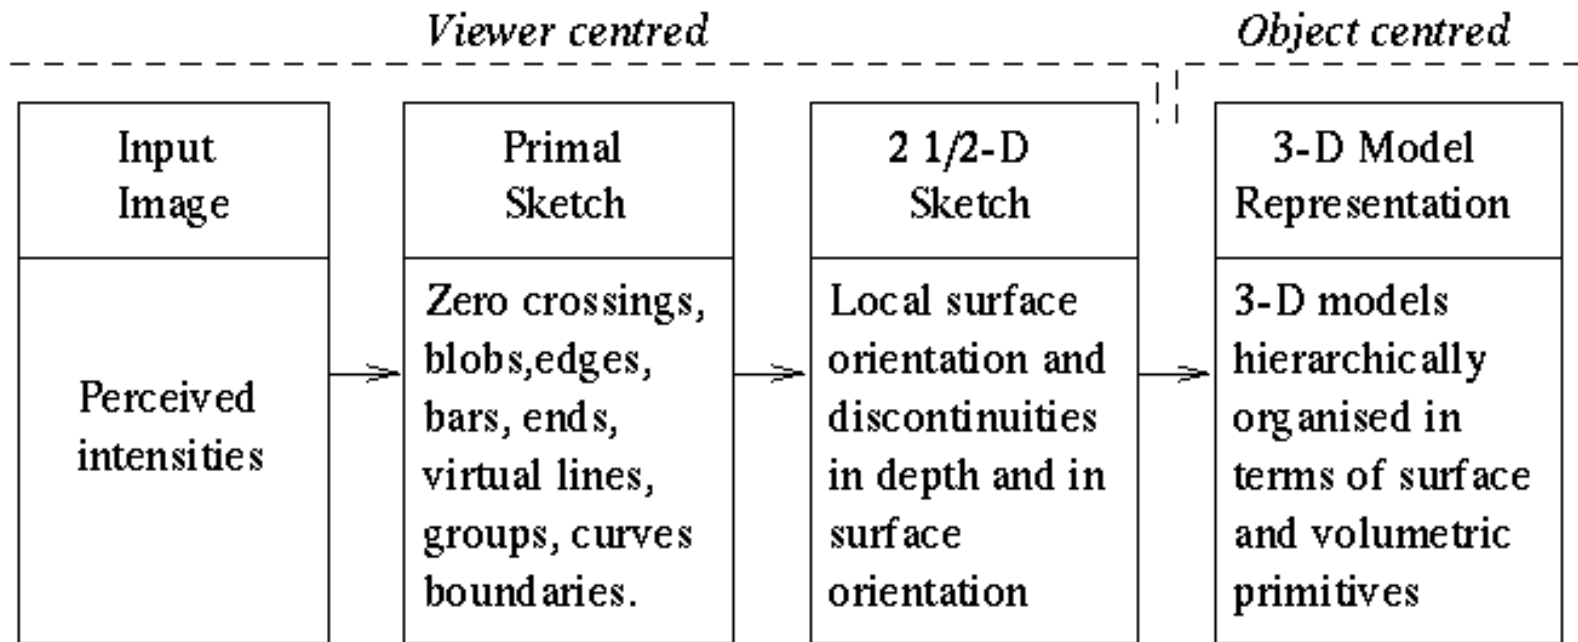 Viewer centred
Object centred
Input
Image
Perceived
intensities
Primal
Sketch
Zero crossings,
blobs,edges,
bars, ends,
virtual lines,
groups, curves
boundaries.
2 1/2-D
Sketch
Local surface
orientation and
discontinuities
in depth and in
surface
orientation
3-D Model
Representation
3-D models
hierarchically
organised in
terms of surface
and volumetric
primitives